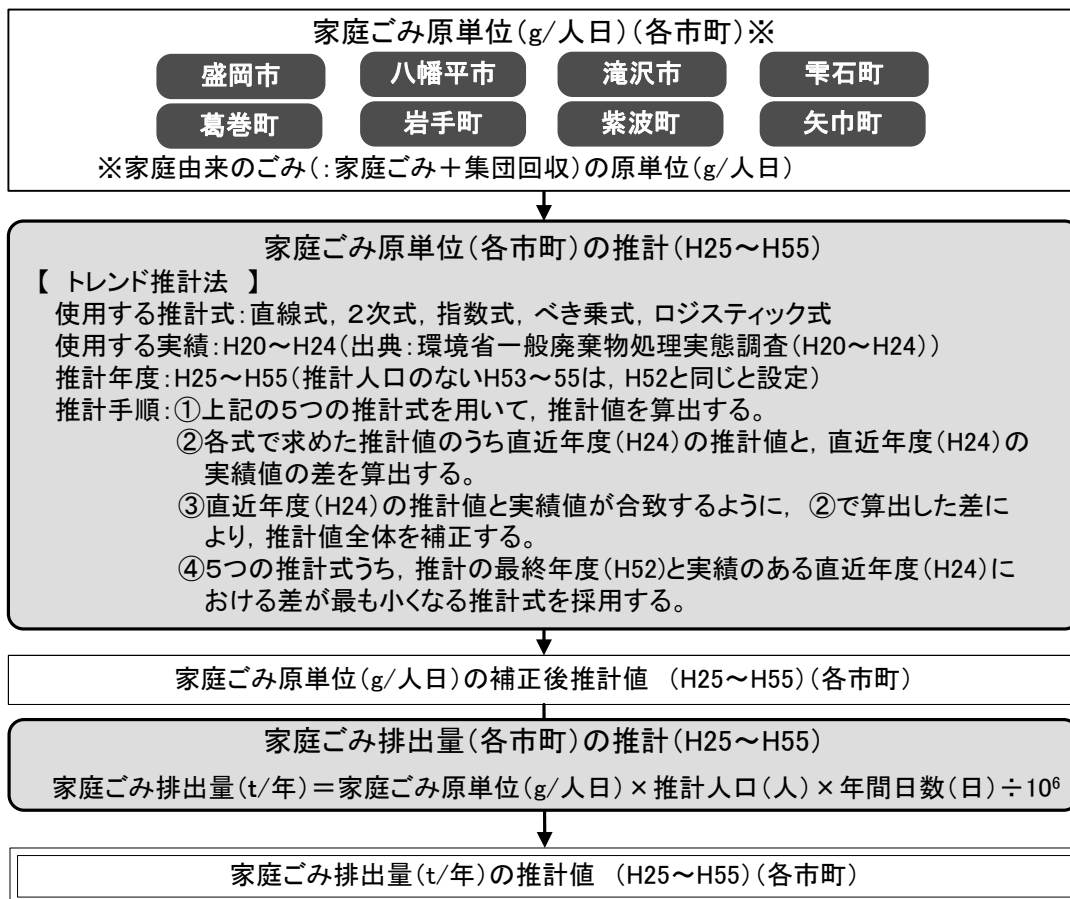 家庭ごみ原単位(g/人日)(各市町)※
盛岡市 八幡平市 滝沢市 雫石町
葛巻町 岩手町 紫波町 矢巾町
※家庭由来のごみ(:家庭ごみ+集団回収)の原単位(g/人日)
家庭ごみ原単位(各市町)の推計(H25～H55)
【 トレンド推計法 】
使用する推計式:直線式, 2次式, 指数式, べき乗式, ロジスティック式
使用する実績:H20～H24(出典:環境省一般廃棄物処理実態調査(H20～H24))
推計年度:H25～H55(推計人口のないH53～55は, H52と同じと設定)
推計手順:①上記の5つの推計式を用いて, 推計値を算出する。
②各式で求めた推計値のうち直近年度(H24)の推計値と, 直近年度(H24)の
実績値の差を算出する。
③直近年度(H24)の推計値と実績値が合致するように, ②で算出した差に
より, 推計値全体を補正する。
④5つの推計式うち, 推計の最終年度(H52)と実績のある直近年度(H24)に
おける差が最も小さくなる推計式を採用する。
家庭ごみ原単位(g/人日)の補正後推計値 (H25～H55)(各市町)
家庭ごみ排出量(各市町)の推計(H25～H55)
家庭ごみ排出量(t/年)=家庭ごみ原単位(g/人日)×推計人口(人)×年間日数(日)÷10⁶
家庭ごみ排出量(t/年)の推計値 (H25～H55)(各市町)